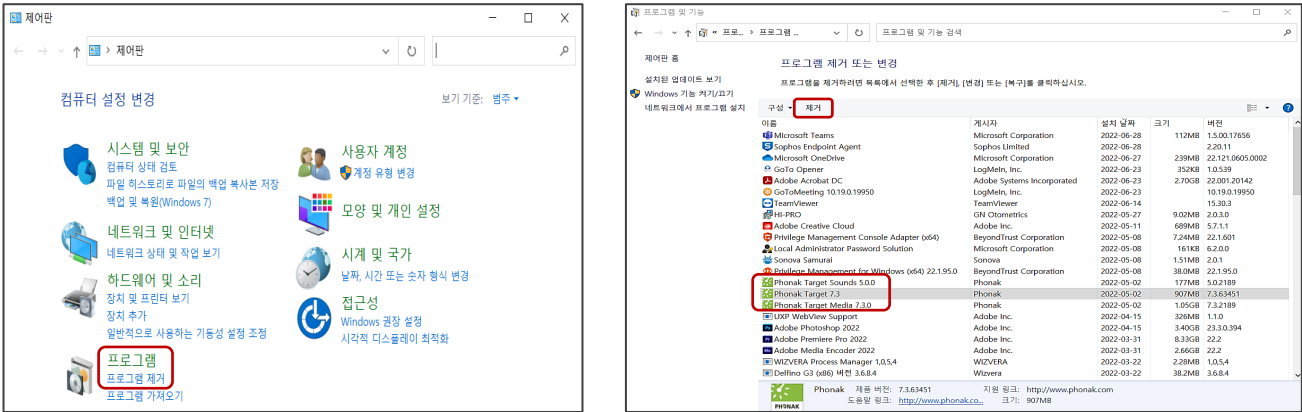 제어판
제어판
컴퓨터 설정 변경
보기 기준: 범주
시스템 및 보안
컴퓨터 상태 검토
파일 히스토리로 파일의 백업 복사본 저장
백업 및 복원(Windows 7)
네트워크 및 인터넷
네트워크 상태 및 작업 보기
하드웨어 및 소리
장치 및 프린터 보기
장치 추가
일반적으로 사용하는 기동성 설정 조정
프로그램
프로그램 제거
프로그램 가져오기
사용자 계정
계정 유형 변경
모양 및 개인 설정
시계 및 국가
날짜, 시간 또는 숫자 형식 변경
접근성
Windows 권장 설정
시각적 디스플레이 최적화
프로그램 및 기능
« 프로... > 프로그램 ...
프로그램 및 기능 검색
제어판 홈
설치된 업데이트 보기
Windows 기능 켜기/끄기
네트워크에서 프로그램 설치
프로그램 제거 또는 변경
프로그램을 제거하려면 목록에서 선택한 후 [제거], [변경] 또는 [복구]를 클릭하십시오.
구성 제거
이름 게시자 설치 날짜 크기 버전
Microsoft Teams Microsoft Corporation 2022-06-28 112MB 1.5.00.17656
Sophos Endpoint Agent Sophos Limited 2022-06-28 2.20.11
Microsoft OneDrive Microsoft Corporation 2022-06-27 239MB 22.121.0605.0002
GoTo Opener LogMeIn, Inc. 2022-06-23 352KB 1.0.539
Adobe Acrobat DC Adobe Systems Incorporated 2022-06-23 2.70GB 22.001.20142
GoToMeeting 10.19.0.19950 LogMeIn, Inc. 2022-06-23 10.19.0.19950
TeamViewer TeamViewer 2022-06-14 15.30.3
HI-PRO GN Otometrics 2022-05-27 9.02MB 2.0.3.0
Adobe Creative Cloud Adobe Inc. 2022-05-11 689MB 5.7.1.1
Privilege Management Console Adapter (x64) BeyondTrust Corporation 2022-05-08 7.24MB 22.1.601
Local Administrator Password Solution Microsoft Corporation 2022-05-08 161KB 6.2.0.0
Sonova Samurai Sonova 2022-05-08 1.51MB 2.0.1
Privilege Management for Windows (x64) 22.1.95.0 BeyondTrust Corporation 2022-05-08 38.0MB 22.1.95.0
Phonak Target Sounds 5.0.0 Phonak 2022-05-02 177MB 5.0.2189
Phonak Target 7.3 Phonak 2022-05-02 907MB 7.3.63451
Phonak Target Media 7.3.0 Phonak 2022-05-02 1.05GB 7.3.2189
UXP WebView Support Adobe Inc. 2022-04-15 326MB 1.1.0
Adobe Photoshop 2022 Adobe Inc. 2022-04-15 3.40GB 23.3.0.394
Adobe Premiere Pro 2022 Adobe Inc. 2022-03-31 8.33GB 22.2
Adobe Media Encoder 2022 Adobe Inc. 2022-03-31 2.66GB 22.2
WIZVERA Process Manager 1,0,5,4 WIZVERA 2022-03-22 2.28MB 1,0,5,4
Delfino G3 (x86) 버전 3.6.8.4 Wizvera 2022-03-22 38.2MB 3.6.8.4
PHONAK
Phonak 제품 버전: 7.3.63451 지원 링크: http://www.phonak.com
도움말 링크: http://www.phonak.co... 크기: 907MB